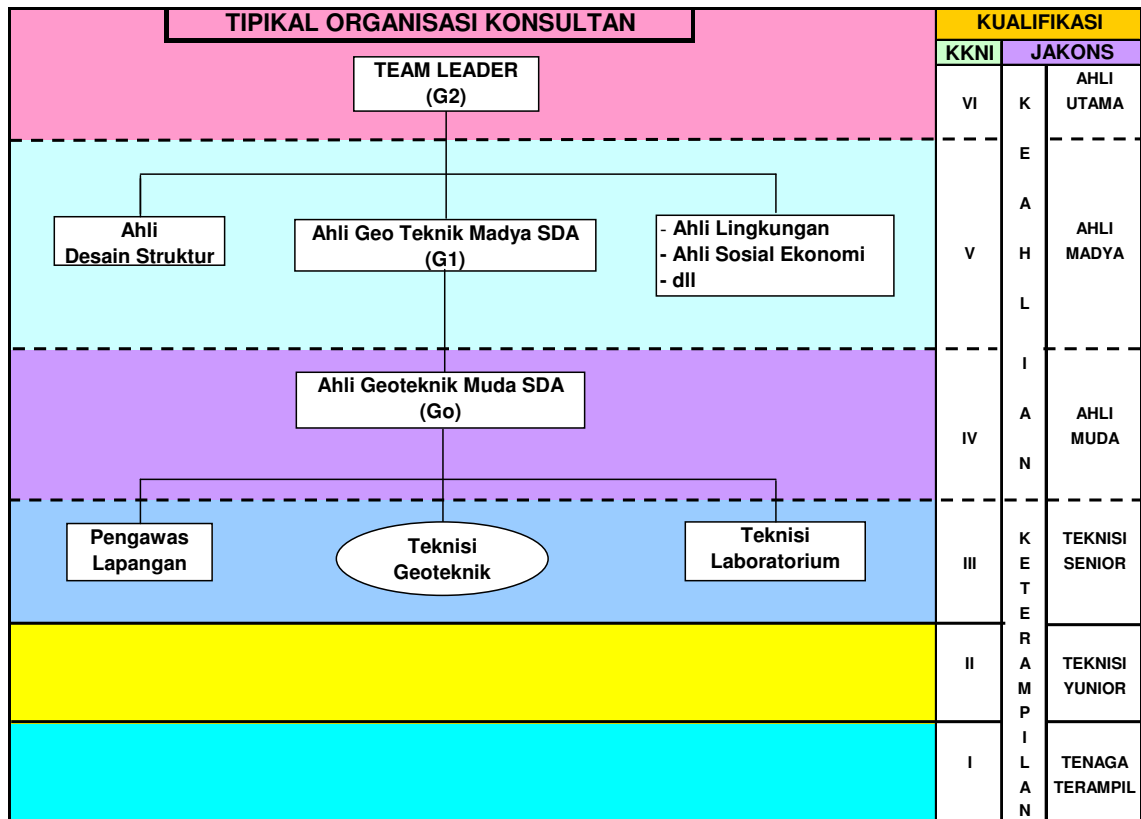 TIPIKAL ORGANISASI KONSULTAN
KUALIFIKASI
KKNI
JAKONS
TEAM LEADER
(G2)
VI
AHLI
UTAMA
K
E
A
H
L
I
A
N
Ahli
Desain Struktur
Ahli Geo Teknik Madya SDA
(G1)
- Ahli Lingkungan
- Ahli Sosial Ekonomi
- dll
V
AHLI
MADYA
Ahli Geoteknik Muda SDA
(Go)
IV
AHLI
MUDA
Pengawas
Lapangan
Teknisi
Geoteknik
Teknisi
Laboratorium
III
K
E
T
E
R
A
M
P
I
L
A
N
TEKNISI
SENIOR
II
TEKNISI
YUNIOR
I
TENAGA
TERAMPIL